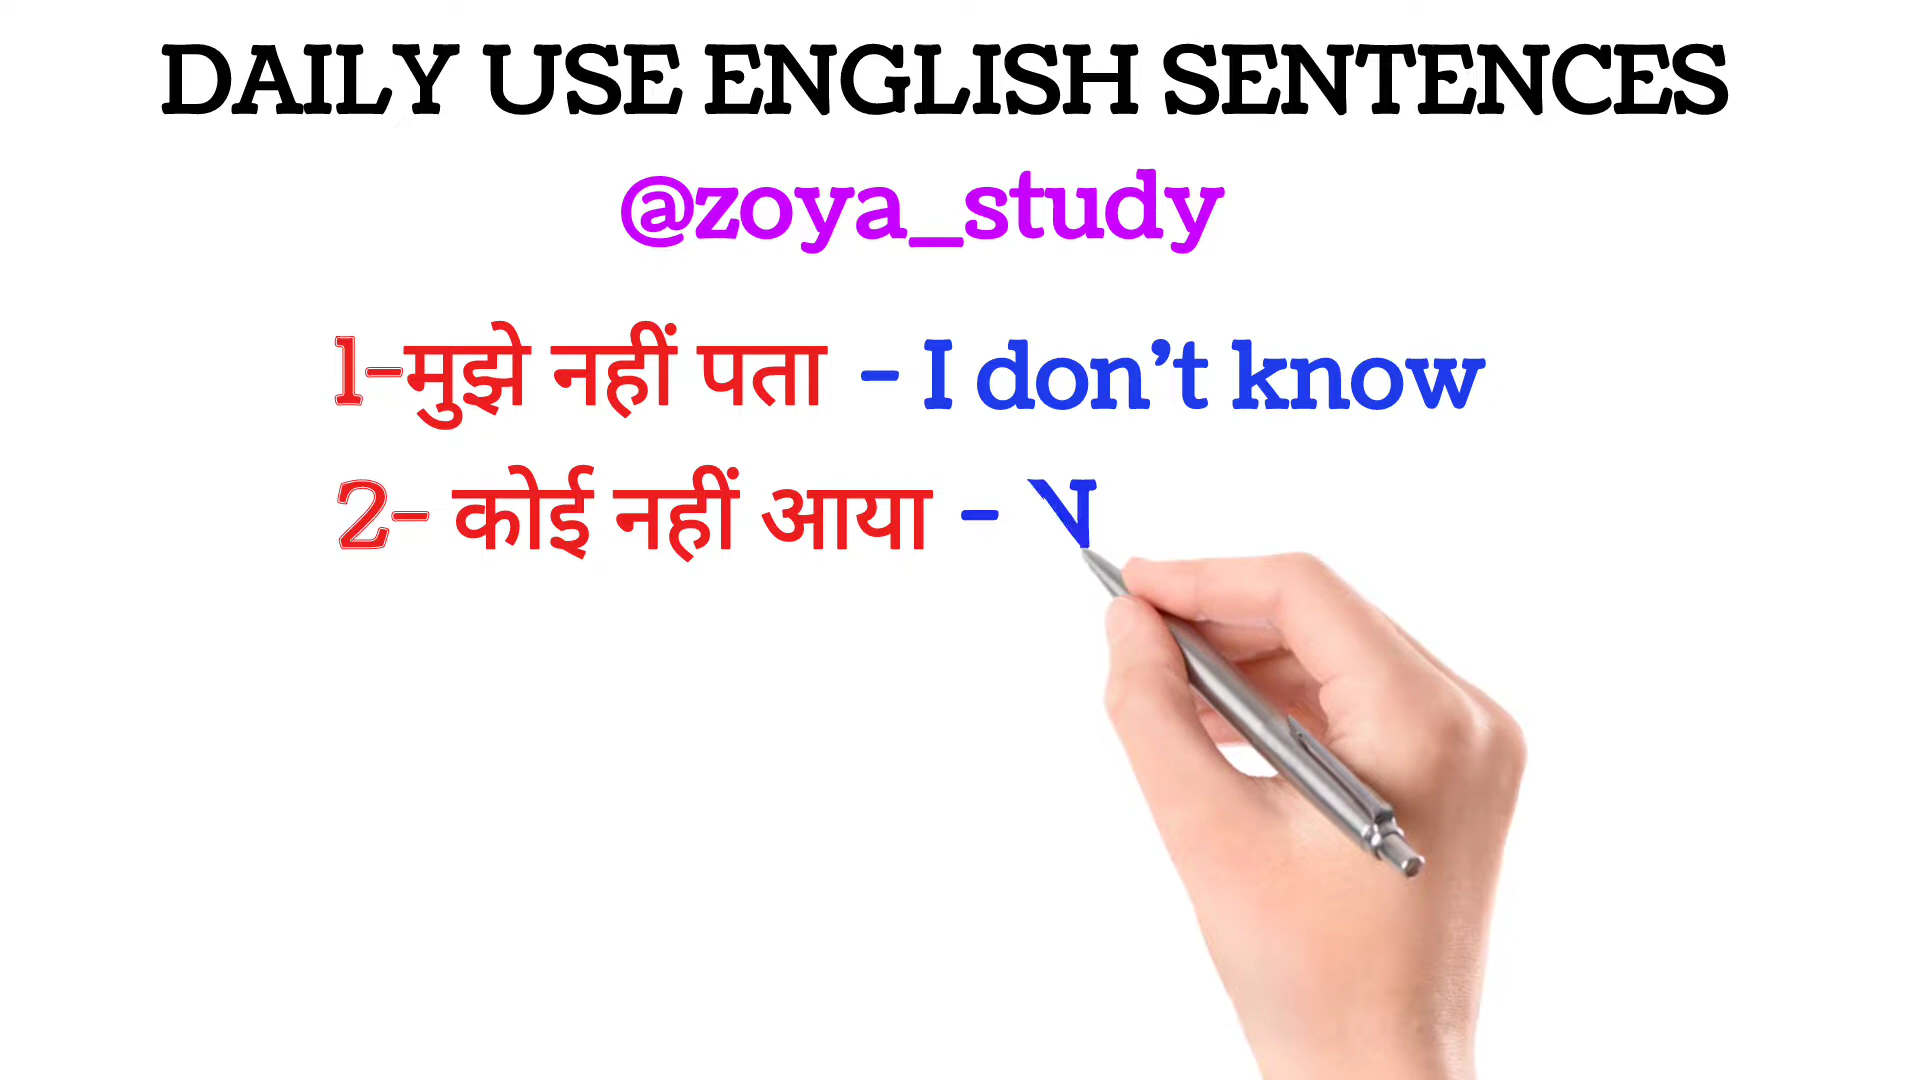 DAILY USE ENGLISH SENTENCES
@zoya_study
1-मुझे नहीं पता - I don’t know
2- कोई नहीं आया -